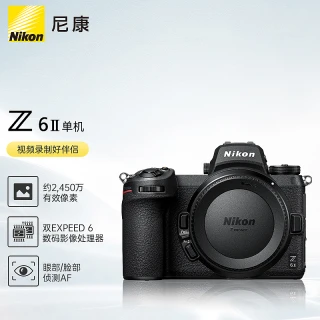 Nikon 尼康
Z 6II 单机
视频录制好伴侣
约2,450万
有效像素
双EXPEED 6
数码影像处理器
眼部/脸部
侦测AF
Nikon
Nikon
Z
6II